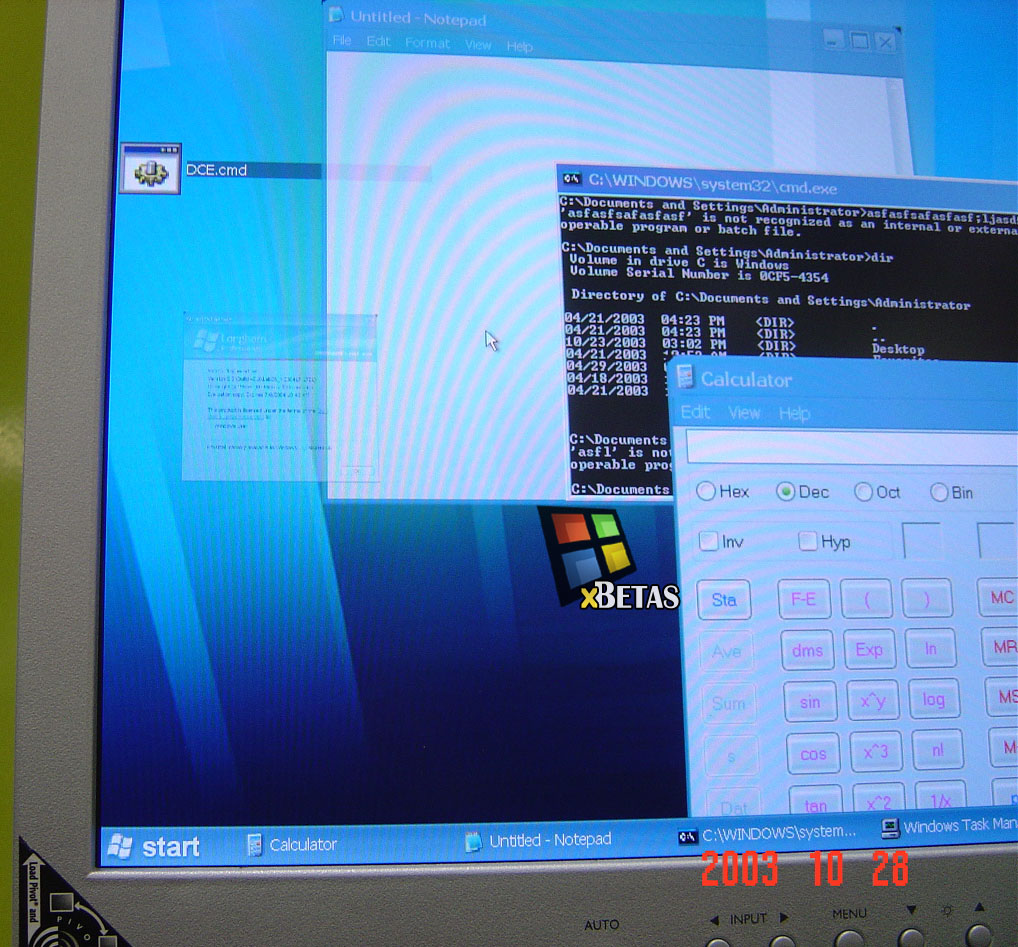 Untitled - Notepad
File Edit Format View Help
DCE.cmd
C:\WINDOWS\system32\cmd.exe
C:\Documents and Settings\Administrator>asfasfsafasfasf;ljasd
'asfasfsafasfasf' is not recognized as an internal or externa
operable program or batch file.
C:\Documents and Settings\Administrator>dir
Volume in drive C is Windows
Volume Serial Number is 0CF5-4354
Directory of C:\Documents and Settings\Administrator
04/21/2003 04:23 PM <DIR> .
04/21/2003 04:23 PM <DIR> ..
10/23/2003 03:02 PM <DIR> Desktop
04/21/2003
04/29/2003
04/18/2003
04/21/2003
C:\Documents
'asfl' is no
operable pro
C:\Documents
Longhorn
Calculator
Edit View Help
Hex Dec Oct Bin
Inv Hyp
Sta F-E ( ) MC
Ave dms Exp ln MR
Sum sin x^y log MS
s cos x^3 n! M
Dat tan x^2 1/x
xBETAS
start Calculator Untitled - Notepad C:\WINDOWS\system... Windows Task Man
2003 10 28
Load Pivot® and
PIVO
AUTO INPUT MENU